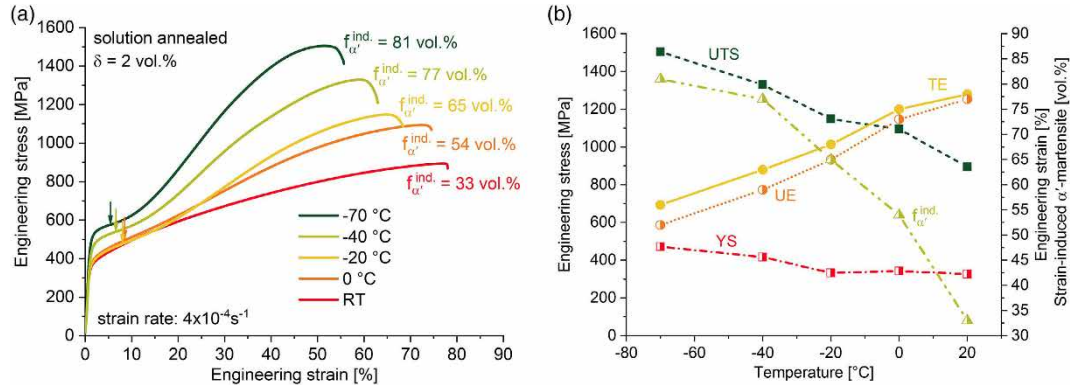 (a)
1600
1400
1200
1000
800
600
400
200
0
Engineering stress [MPa]
solution annealed
δ = 2 vol.%
f_α′^ind. = 81 vol.%
f_α′^ind. = 77 vol.%
f_α′^ind. = 65 vol.%
f_α′^ind. = 54 vol.%
f_α′^ind. = 33 vol.%
-70 °C
-40 °C
-20 °C
0 °C
RT
strain rate: 4x10⁻⁴s⁻¹
0 10 20 30 40 50 60 70 80 90
Engineering strain [%]
(b)
1600
1400
1200
1000
800
600
400
200
0
Engineering stress [MPa]
UTS
TE
UE
f_α′^ind.
YS
90
85
80
75
70
65
60
55
50
45
40
35
30
Engineering strain [%]
Strain-induced α′-martensite [vol.%]
-80 -60 -40 -20 0 20
Temperature [°C]